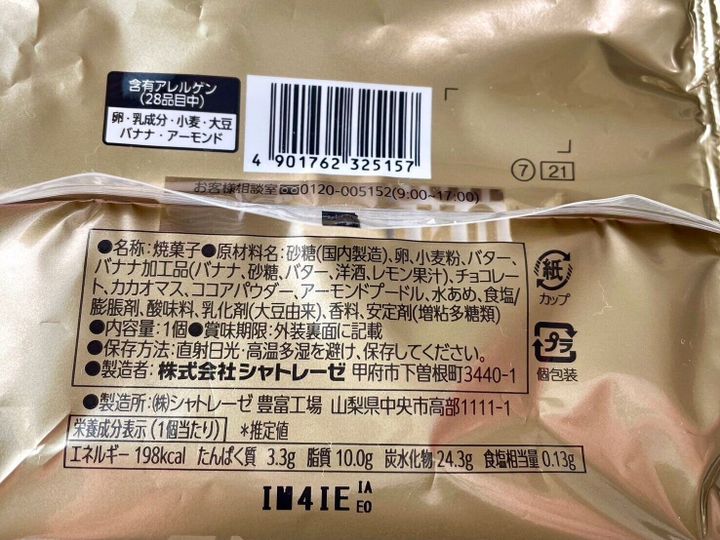 含有アレルゲン
(28品目中)
卵・乳成分・小麦・大豆
バナナ・アーモンド
4 901762 325157
7 21
お客様相談室 0120-005152(9:00~17:00)
●名称:焼菓子●原材料名:砂糖(国内製造)、卵、小麦粉、バター、
バナナ加工品(バナナ、砂糖、バター、洋酒、レモン果汁)、チョコレー
ト、カカオマス、ココアパウダー、アーモンドプードル、水あめ、食塩/
膨脹剤、酸味料、乳化剤(大豆由来)、香料、安定剤(増粘多糖類)
●内容量:1個●賞味期限:外装裏面に記載
●保存方法:直射日光・高温多湿を避け、保存してください。
●製造者:株式会社シャトレーゼ 甲府市下曽根町3440-1
紙
カップ
プラ
個包装
●製造所:㈱シャトレーゼ 豊富工場 山梨県中央市高部1111-1
栄養成分表示(1個当たり) *推定値
エネルギー 198kcal たんぱく質 3.3g 脂質 10.0g 炭水化物 24.3g 食塩相当量 0.13g
IM4IE IA
EO